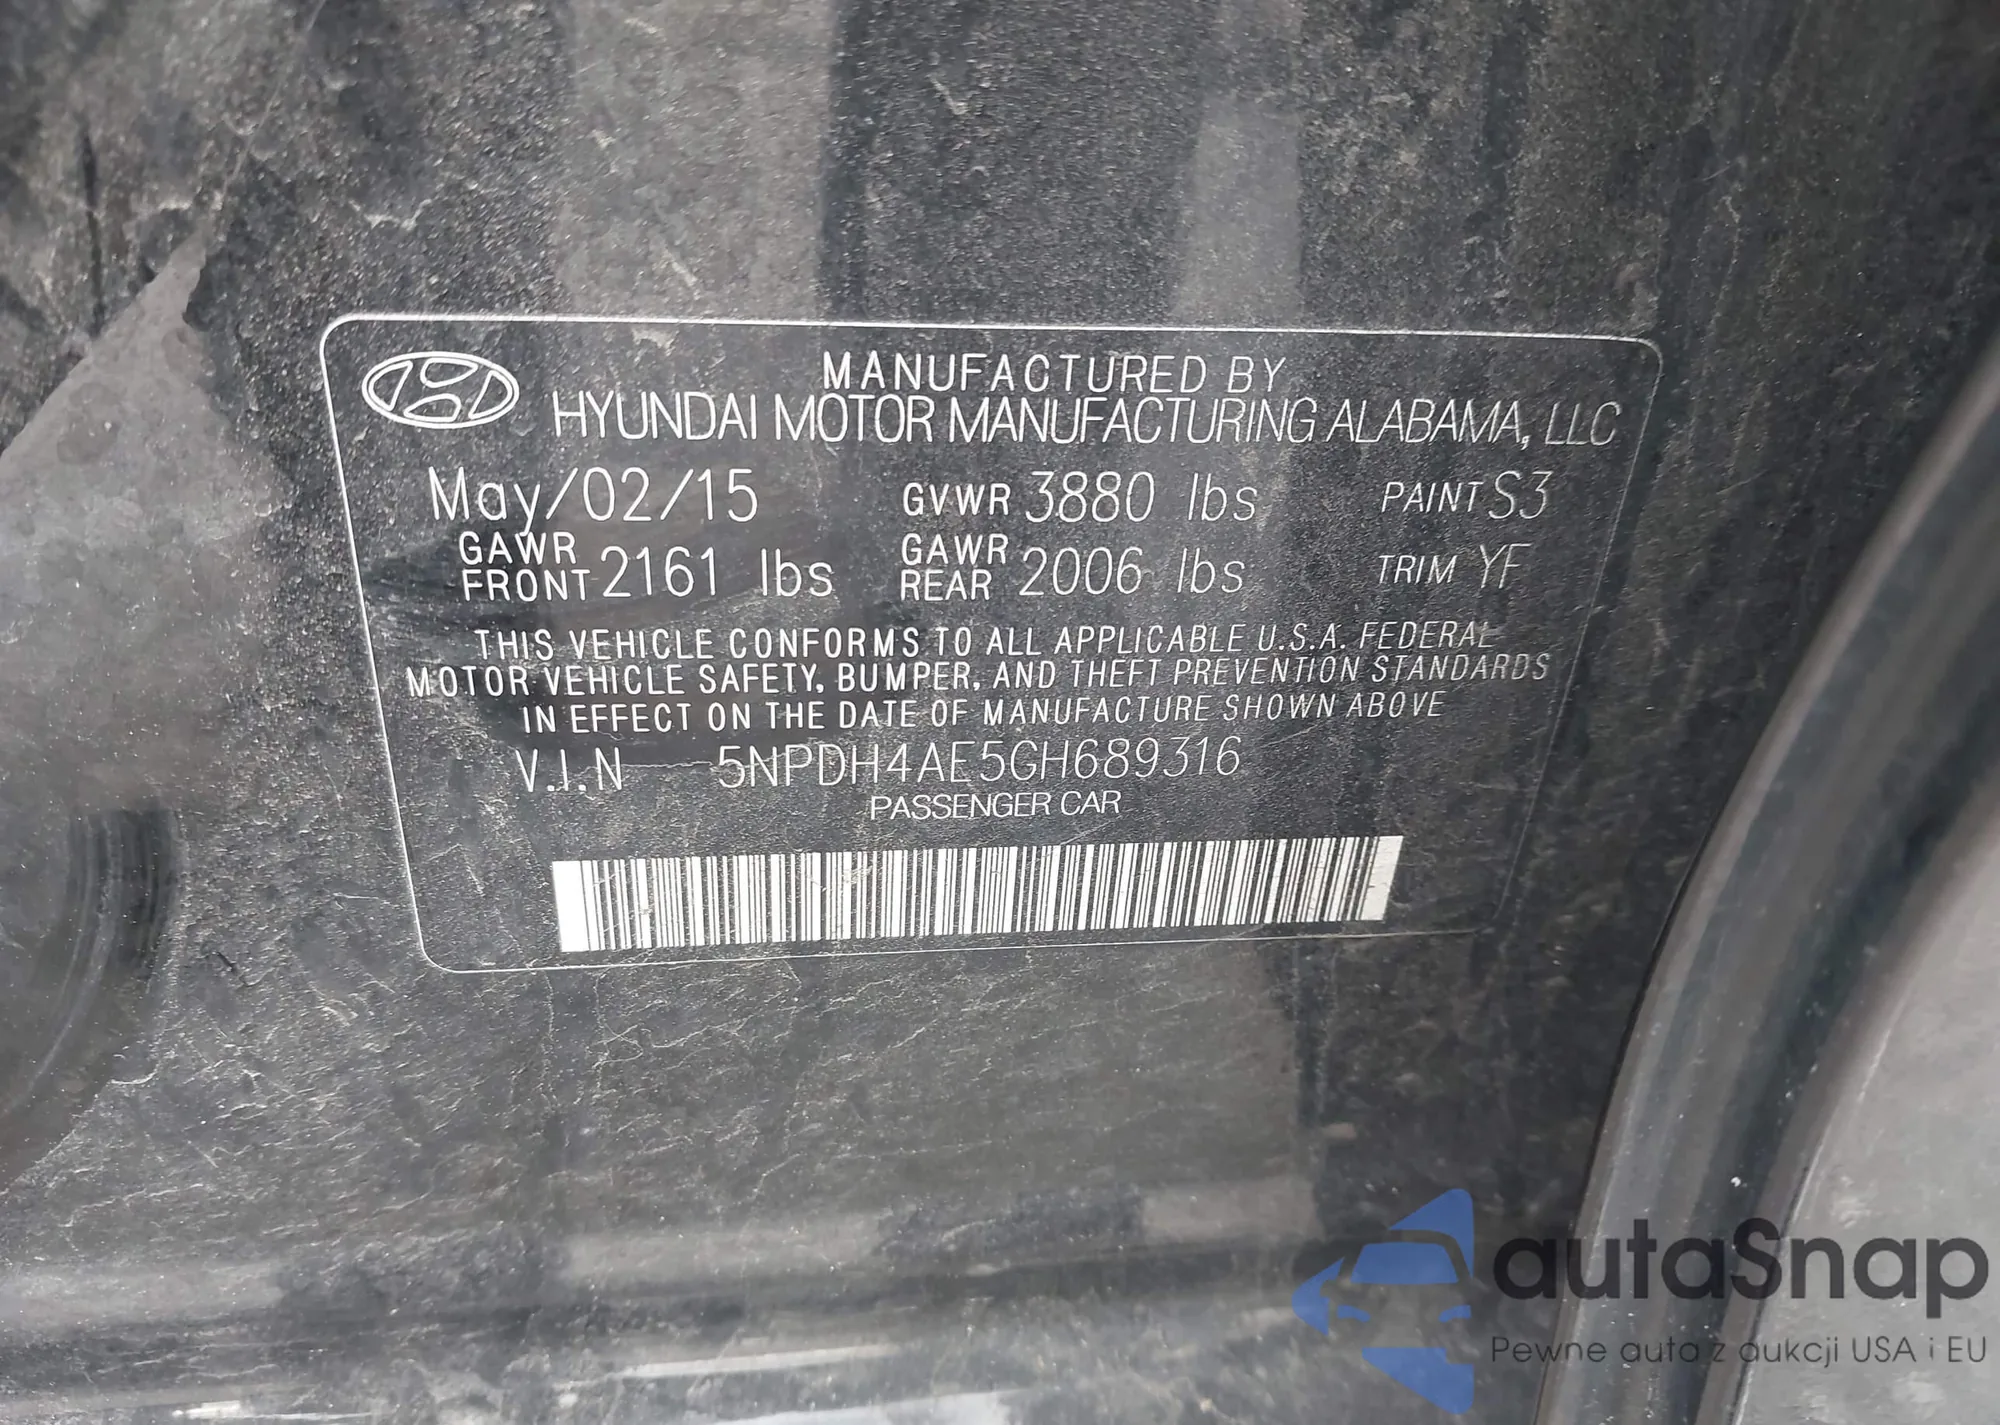 MANUFACTURED BY
HYUNDAI MOTOR MANUFACTURING ALABAMA, LLC
May/02/15 GVWR 3880 lbs PAINT S3
GAWR FRONT 2161 lbs GAWR REAR 2006 lbs TRIM YF
THIS VEHICLE CONFORMS TO ALL APPLICABLE U.S.A. FEDERAL
MOTOR VEHICLE SAFETY, BUMPER, AND THEFT PREVENTION STANDARDS
IN EFFECT ON THE DATE OF MANUFACTURE SHOWN ABOVE
V.I.N 5NPDH4AE5GH689316
PASSENGER CAR
autaSnap
Pewne auta z aukcji USA i EU